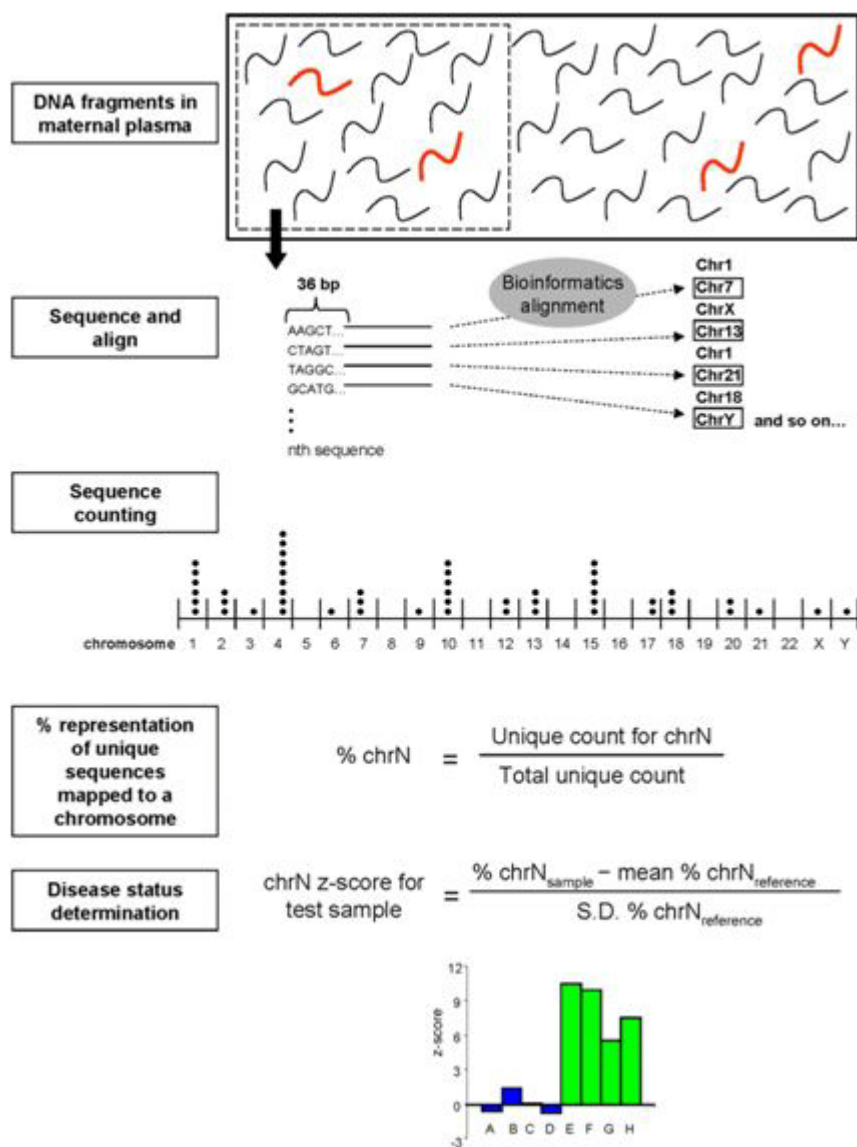 DNA fragments in
maternal plasma
Sequence and
align
36 bp
AAGCT...
CTAGT...
TAGGC...
GCATG...
nth sequence
Bioinformatics
alignment
Chr1
Chr7
ChrX
Chr13
Chr1
Chr21
Chr18
ChrY and so on...
Sequence
counting
chromosome 1 2 3 4 5 6 7 8 9 10 11 12 13 14 15 16 17 18 19 20 21 22 X Y
% representation
of unique
sequences
mapped to a
chromosome
% chrN = Unique count for chrN
Total unique count
Disease status
determination
chrN z-score for
test sample
= % chrNsample – mean % chrNreference
S.D. % chrNreference
z-score
12
9
6
3
0
-3
A B C D E F G H